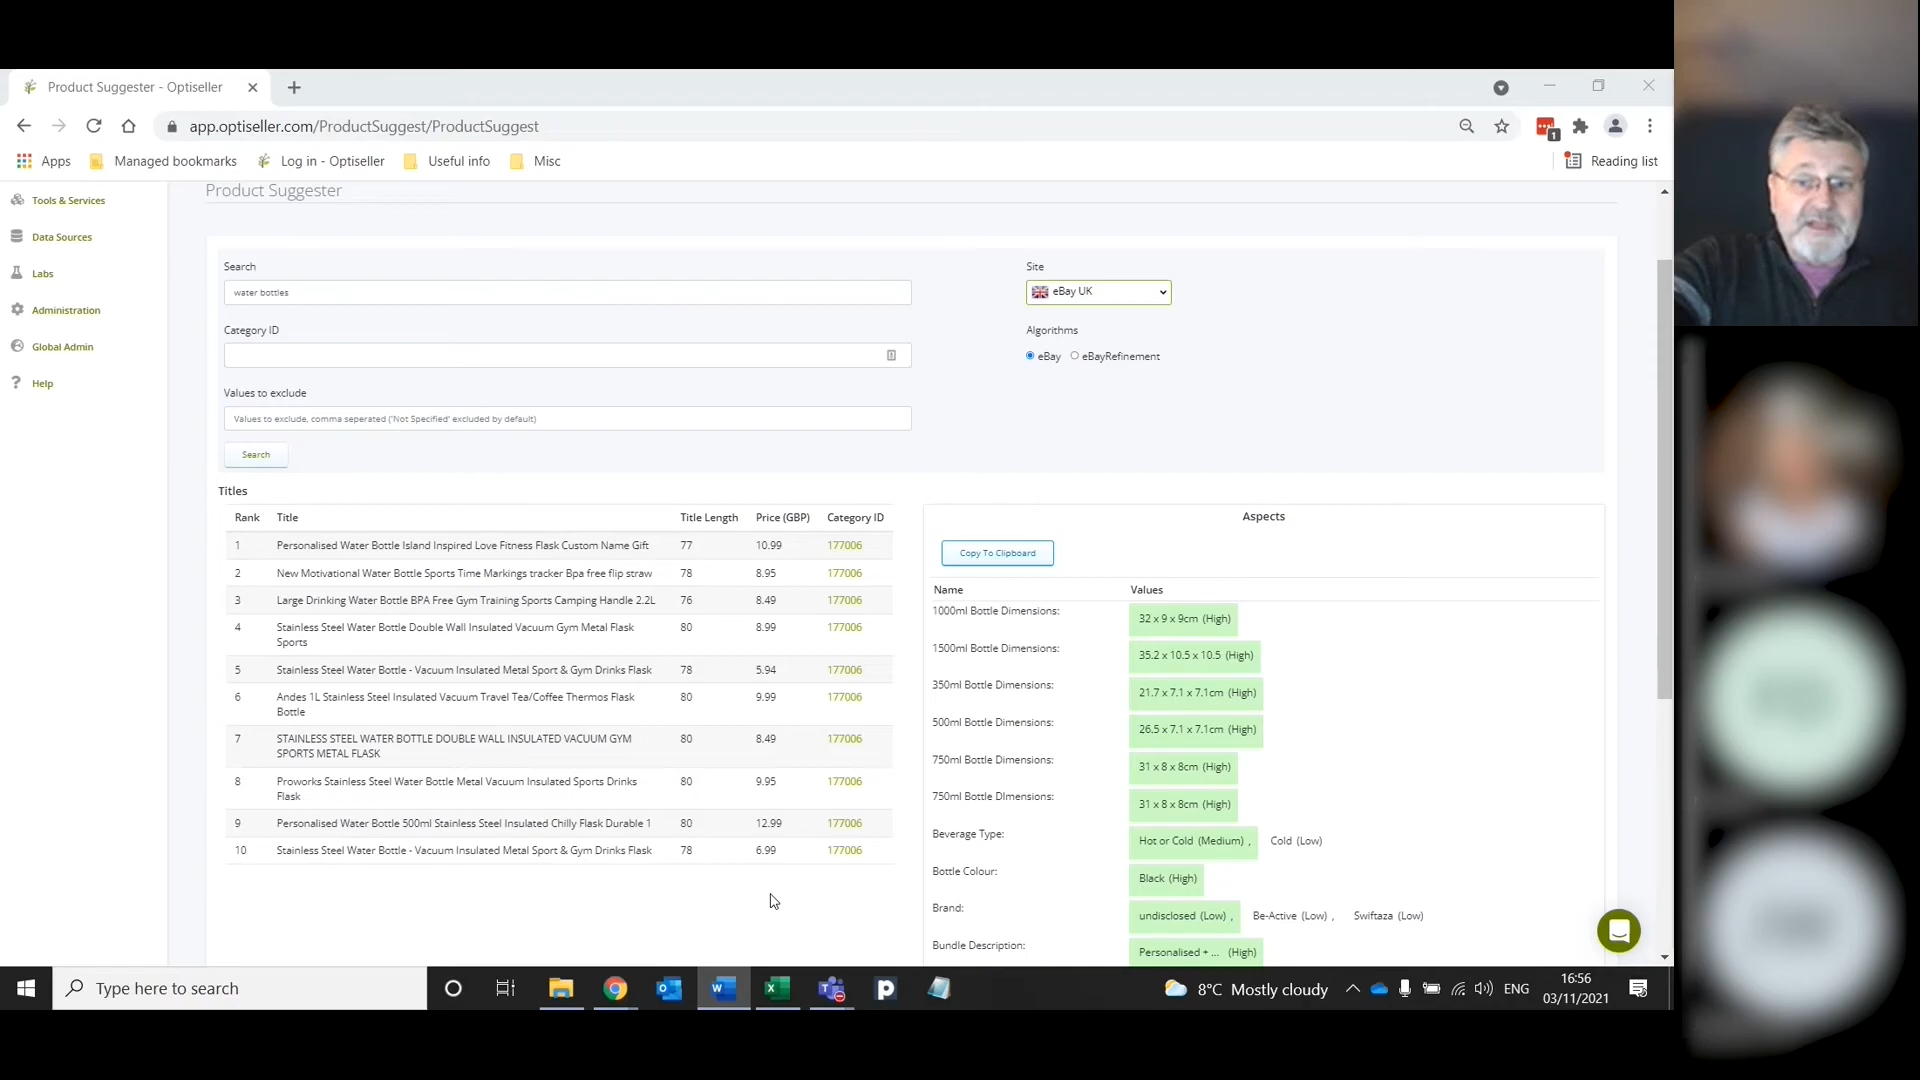 Product Suggester - Optiseller
app.optiseller.com/ProductSuggest/ProductSuggest
1
Apps
Managed bookmarks
Log in - Optiseller
Useful info
Misc
Reading list
Tools & Services
Data Sources
Labs
Administration
Global Admin
Help
Product Suggester
Search
water bottles
Site
eBay UK
Category ID
Algorithms
eBay
eBayRefinement
Values to exclude
Values to exclude, comma seperated ('Not Specified' excluded by default)
Search
Titles
Rank Title Title Length Price (GBP) Category ID
1 Personalised Water Bottle Island Inspired Love Fitness Flask Custom Name Gift 77 10.99 177006
2 New Motivational Water Bottle Sports Time Markings tracker Bpa free flip straw 78 8.95 177006
3 Large Drinking Water Bottle BPA Free Gym Training Sports Camping Handle 2.2L 76 8.49 177006
4 Stainless Steel Water Bottle Double Wall Insulated Vacuum Gym Metal Flask 80 8.99 177006
Sports
5 Stainless Steel Water Bottle - Vacuum Insulated Metal Sport & Gym Drinks Flask 78 5.94 177006
6 Andes 1L Stainless Steel Insulated Vacuum Travel Tea/Coffee Thermos Flask 80 9.99 177006
Bottle
7 STAINLESS STEEL WATER BOTTLE DOUBLE WALL INSULATED VACUUM GYM 80 8.49 177006
SPORTS METAL FLASK
8 Proworks Stainless Steel Water Bottle Metal Vacuum Insulated Sports Drinks 80 9.95 177006
Flask
9 Personalised Water Bottle 500ml Stainless Steel Insulated Chilly Flask Durable 1 80 12.99 177006
10 Stainless Steel Water Bottle - Vacuum Insulated Metal Sport & Gym Drinks Flask 78 6.99 177006
Aspects
Copy To Clipboard
Name Values
1000ml Bottle Dimensions: 32 x 9 x 9cm (High)
1500ml Bottle Dimensions: 35.2 x 10.5 x 10.5 (High)
350ml Bottle Dimensions: 21.7 x 7.1 x 7.1cm (High)
500ml Bottle Dimensions: 26.5 x 7.1 x 7.1cm (High)
750ml Bottle Dimensions: 31 x 8 x 8cm (High)
750ml Bottle DImensions: 31 x 8 x 8cm (High)
Beverage Type: Hot or Cold (Medium) , Cold (Low)
Bottle Colour: Black (High)
Brand: undisclosed (Low) , Be-Active (Low) , Swiftaza (Low)
Bundle Description: Personalised + ... (High)
Type here to search
8°C Mostly cloudy
ENG
16:56
03/11/2021